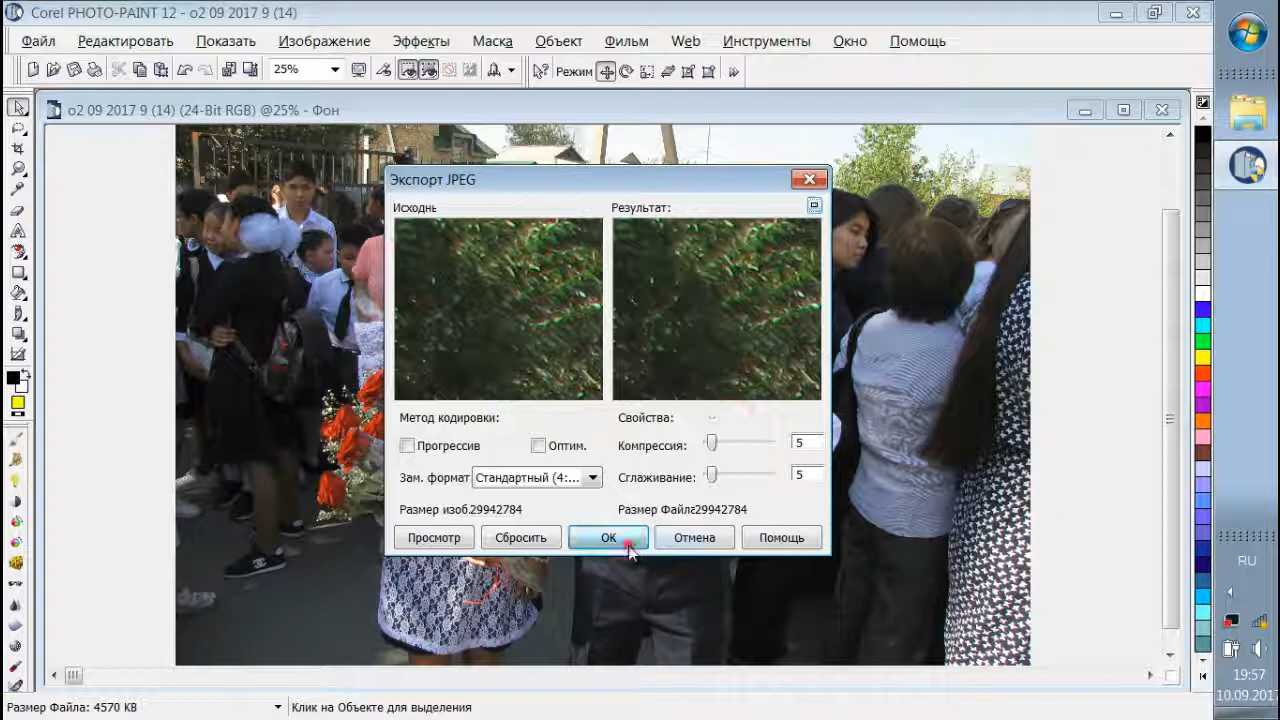 Corel PHOTO-PAINT 12 - o2 09 2017 9 (14)
Файл Редактировать Показать Изображение Эффекты Маска Объект Фильм Web Инструменты Окно Помощь
25% Режим
o2 09 2017 9 (14) (24-Bit RGB) @25% - Фон
Экспорт JPEG
Исходнь Результат:
Метод кодировки: Свойства:
Прогрессив Оптим. Компрессия: 5
Зам. формат Стандартный (4:... Сглаживание: 5
Размер изоб.29942784 Размер Файла29942784
Просмотр Сбросить OK Отмена Помощь
RU
19:57
10.09.2017
Размер Файла: 4570 KB Клик на Объекте для выделения